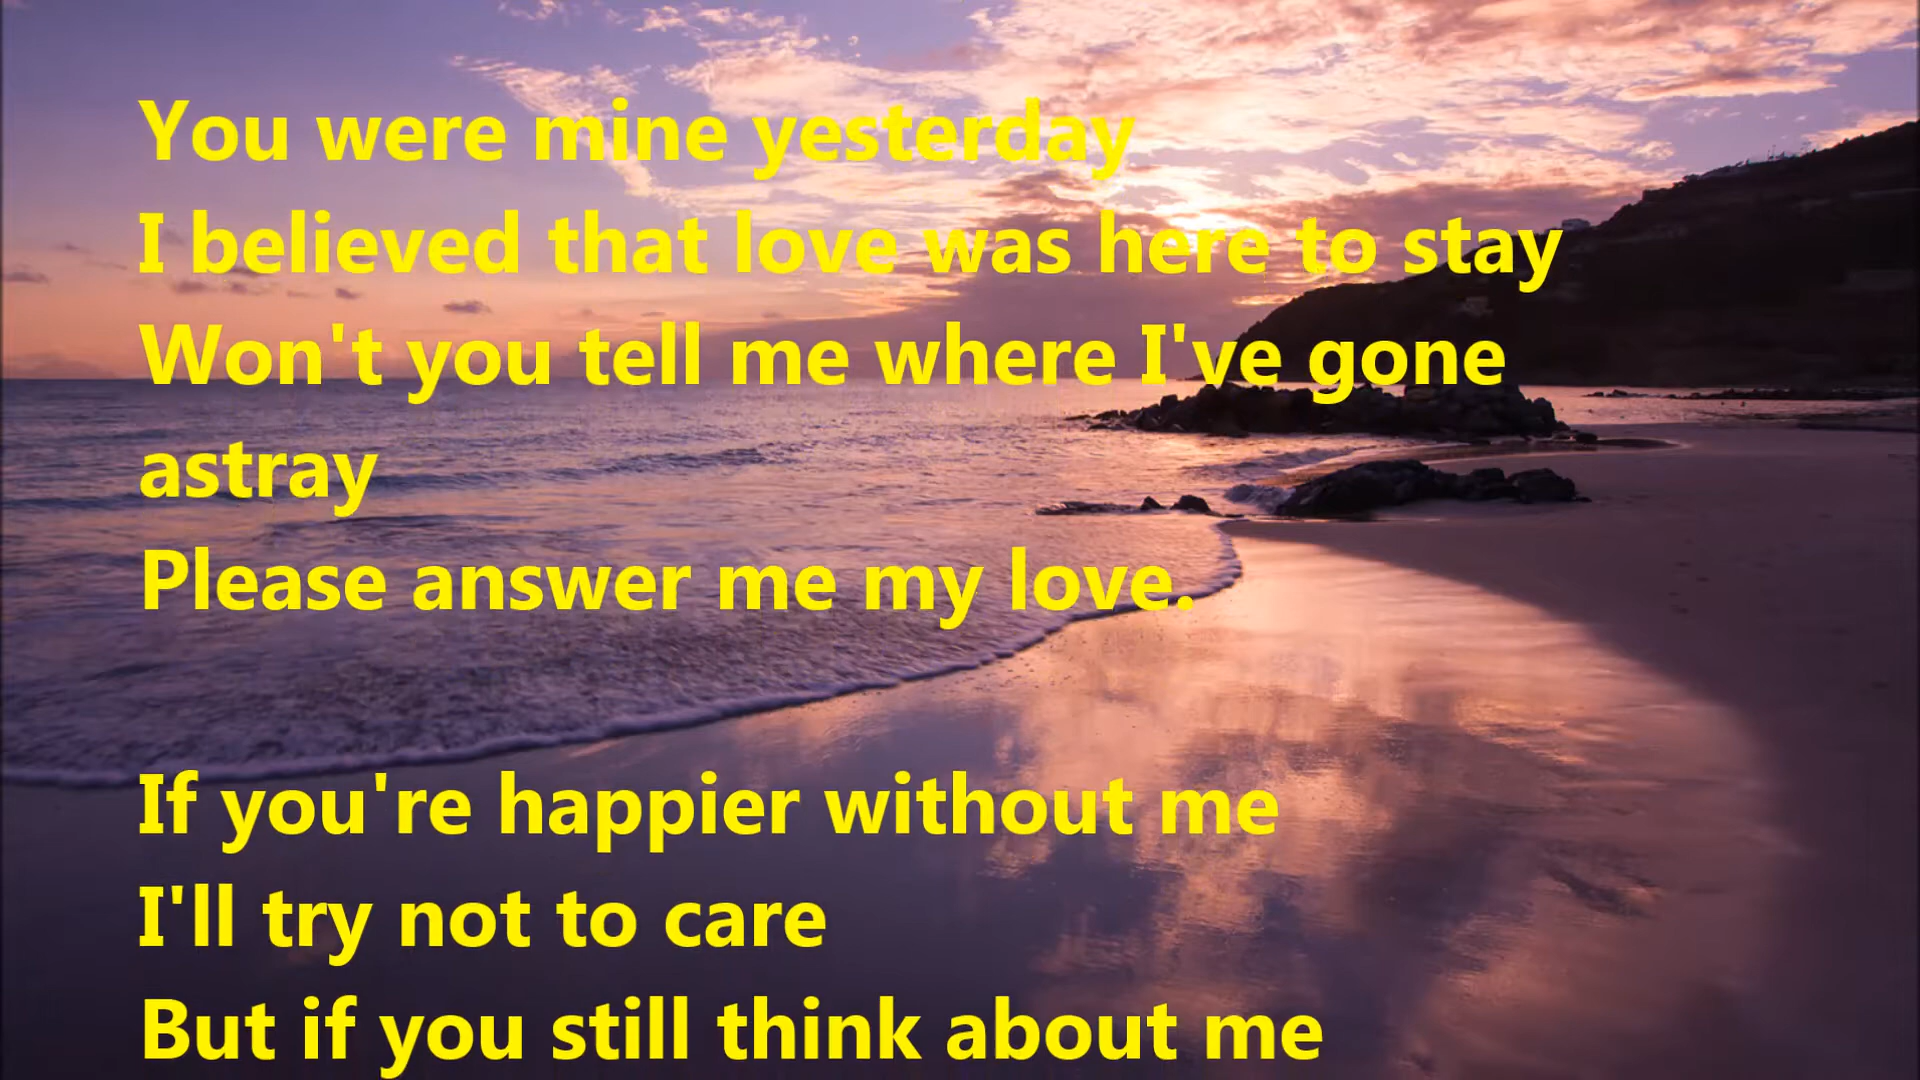 You were mine yesterday
I believed that love was here to stay
Won't you tell me where I've gone
astray
Please answer me my love.
If you're happier without me
I'll try not to care
But if you still think about me